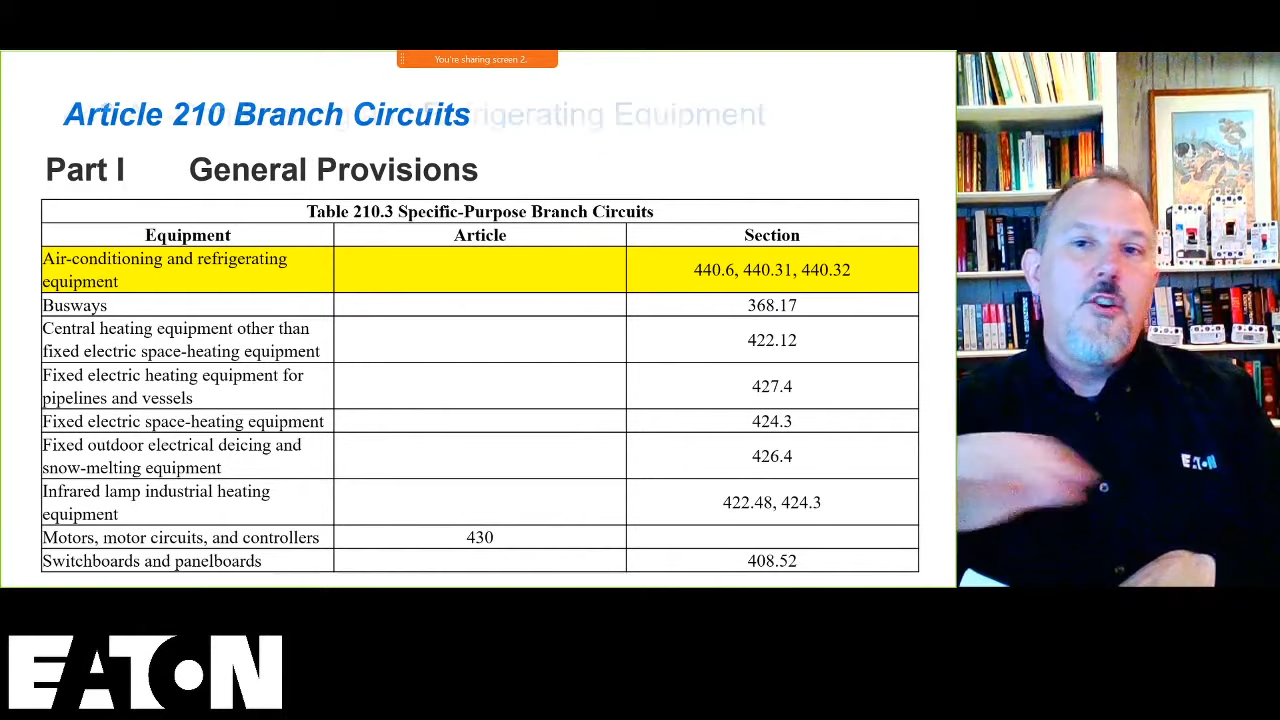 You're sharing screen 2.
Article 210 Branch Circuits
rigerating Equipment
Part I General Provisions
Table 210.3 Specific-Purpose Branch Circuits
Equipment Article Section
Air-conditioning and refrigerating
equipment
440.6, 440.31, 440.32
Busways 368.17
Central heating equipment other than
fixed electric space-heating equipment
422.12
Fixed electric heating equipment for
pipelines and vessels
427.4
Fixed electric space-heating equipment 424.3
Fixed outdoor electrical deicing and
snow-melting equipment
426.4
Infrared lamp industrial heating
equipment
422.48, 424.3
Motors, motor circuits, and controllers 430
Switchboards and panelboards 408.52
EATON
EATON